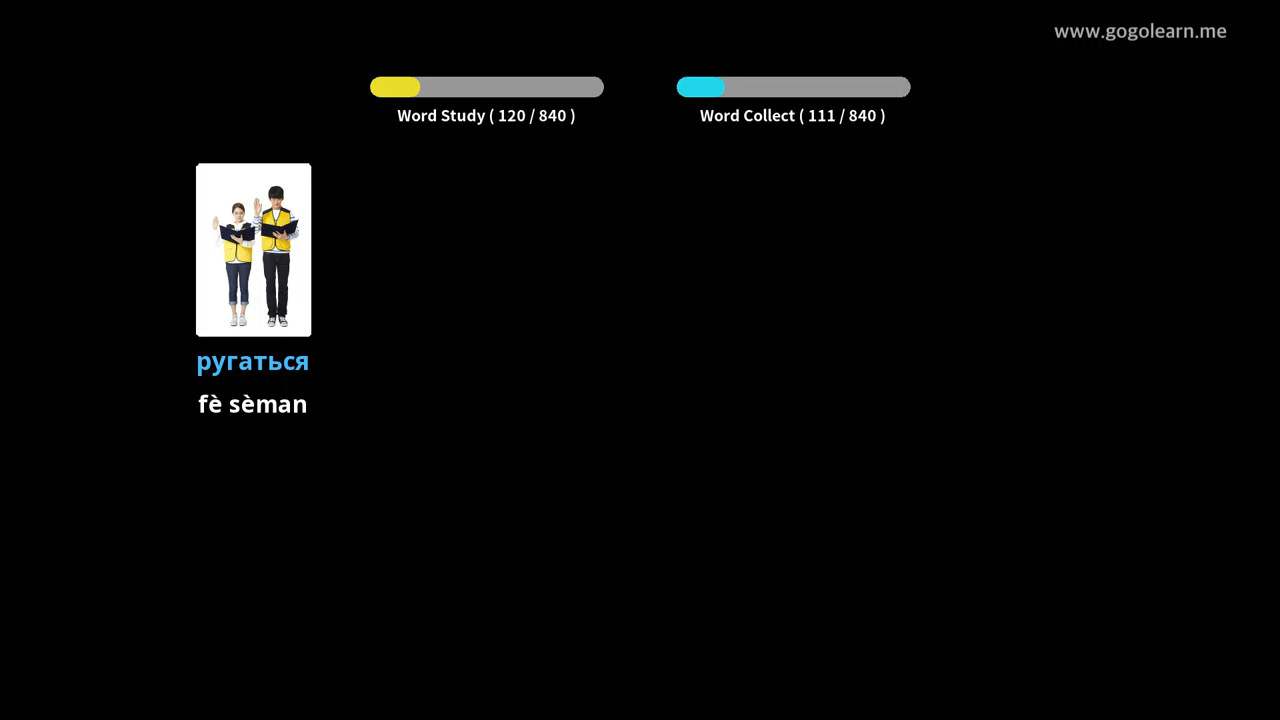 www.gogolearn.me
Word Study ( 120 / 840 )
Word Collect ( 111 / 840 )
ругаться
fè sèman